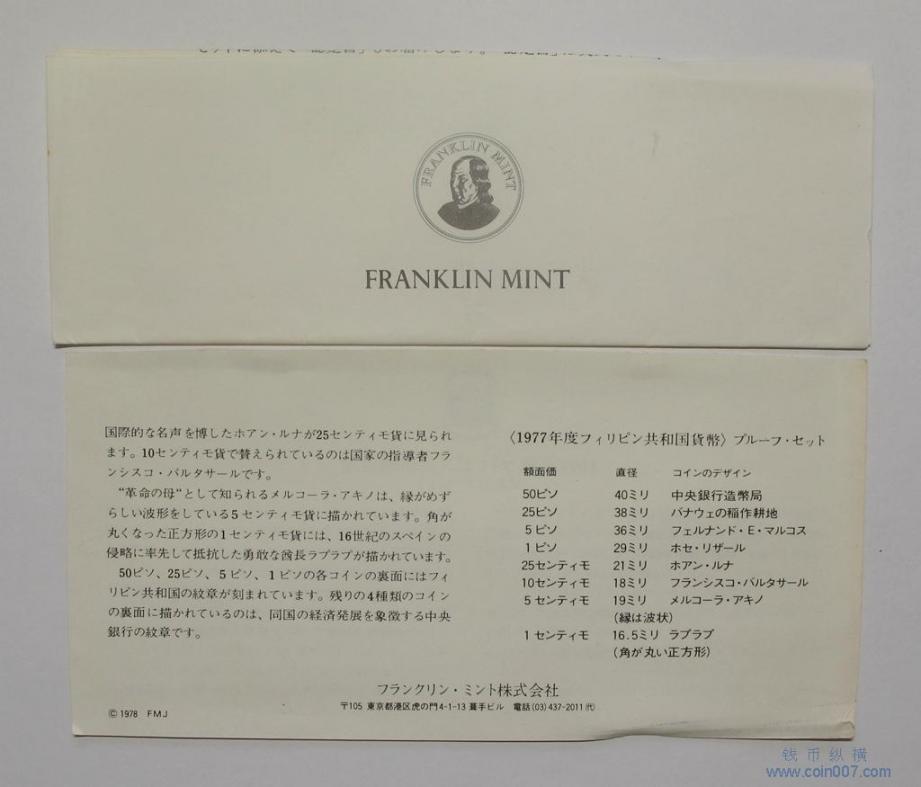 FRANKLIN MINT
FRANKLIN MINT
国際的な名声を博したホアン・ルナが25センティモ貨に見られ
ます。10センティモ貨で讃えられているのは国家の指導者フラ
ンシスコ・バルタサールです。
“革命の母”として知られるメルコーラ・アキノは、縁がめず
らしい波形をしている5センティモ貨に描かれています。角が
丸くなった正方形の1センティモ貨には、16世紀のスペインの
侵略に率先して抵抗した勇敢な酋長ラプラプが描かれています。
50ピソ、25ピソ、5ピソ、1ピソの各コインの裏面にはフィ
リピン共和国の紋章が刻まれています。残りの4種類のコイン
の裏面に描かれているのは、同国の経済発展を象徴する中央
銀行の紋章です。
〈1977年度フィリピン共和国貨幣〉プルーフ・セット
額面価 直径 コインのデザイン
50ピソ 40ミリ 中央銀行造幣局
25ピソ 38ミリ バナウェの稲作耕地
5ピソ 36ミリ フェルナンド・E・マルコス
1ピソ 29ミリ ホセ・リザール
25センティモ 21ミリ ホアン・ルナ
10センティモ 18ミリ フランシスコ・バルタサール
5センティモ 19ミリ メルコーラ・アキノ
(縁は波状)
1センティモ 16.5ミリ ラプラプ
(角が丸い正方形)
フランクリン・ミント株式会社
〒105 東京都港区虎の門4-1-13 葺手ビル 電話(03)437-2011㈹
© 1978 FMJ
钱币纵横
www.coin007.com